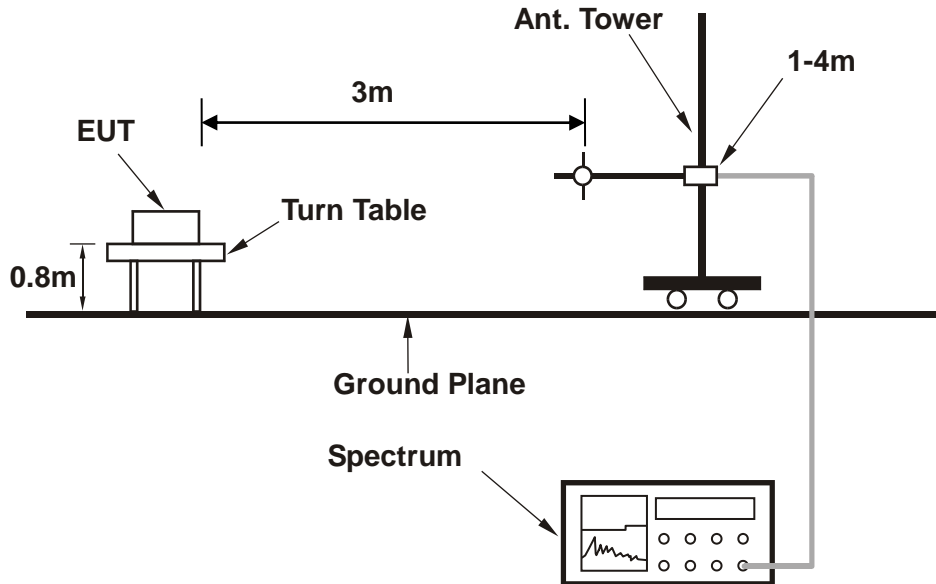 Ant. Tower
1-4m
3m
EUT
Turn Table
0.8m
Ground Plane
Spectrum